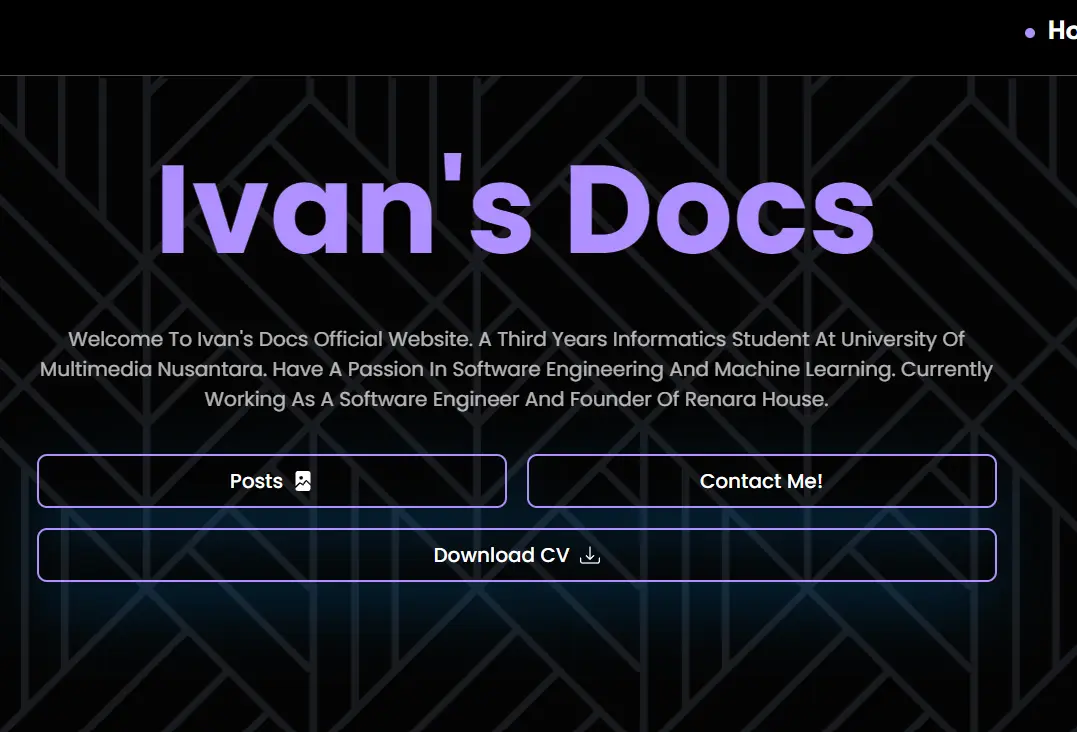 Ivan's Docs
Welcome To Ivan's Docs Official Website. A Third Years Informatics Student At University Of
Multimedia Nusantara. Have A Passion In Software Engineering And Machine Learning. Currently
Working As A Software Engineer And Founder Of Renara House.
Posts
Contact Me!
Download CV